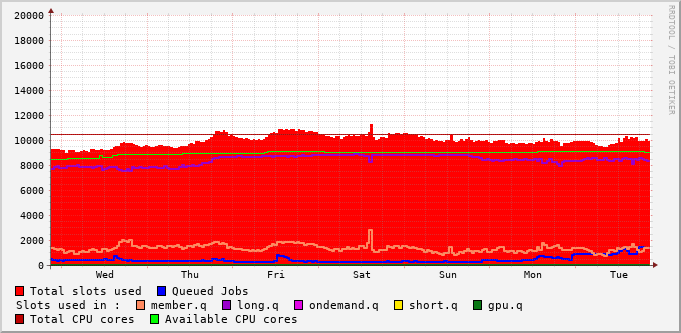 20000
18000
16000
14000
12000
10000
8000
6000
4000
2000
0
Wed Thu Fri Sat Sun Mon Tue
RRDTOOL / TOBI OETIKER
Total slots used Queued Jobs
Slots used in : member.q long.q ondemand.q short.q gpu.q
Total CPU cores Available CPU cores